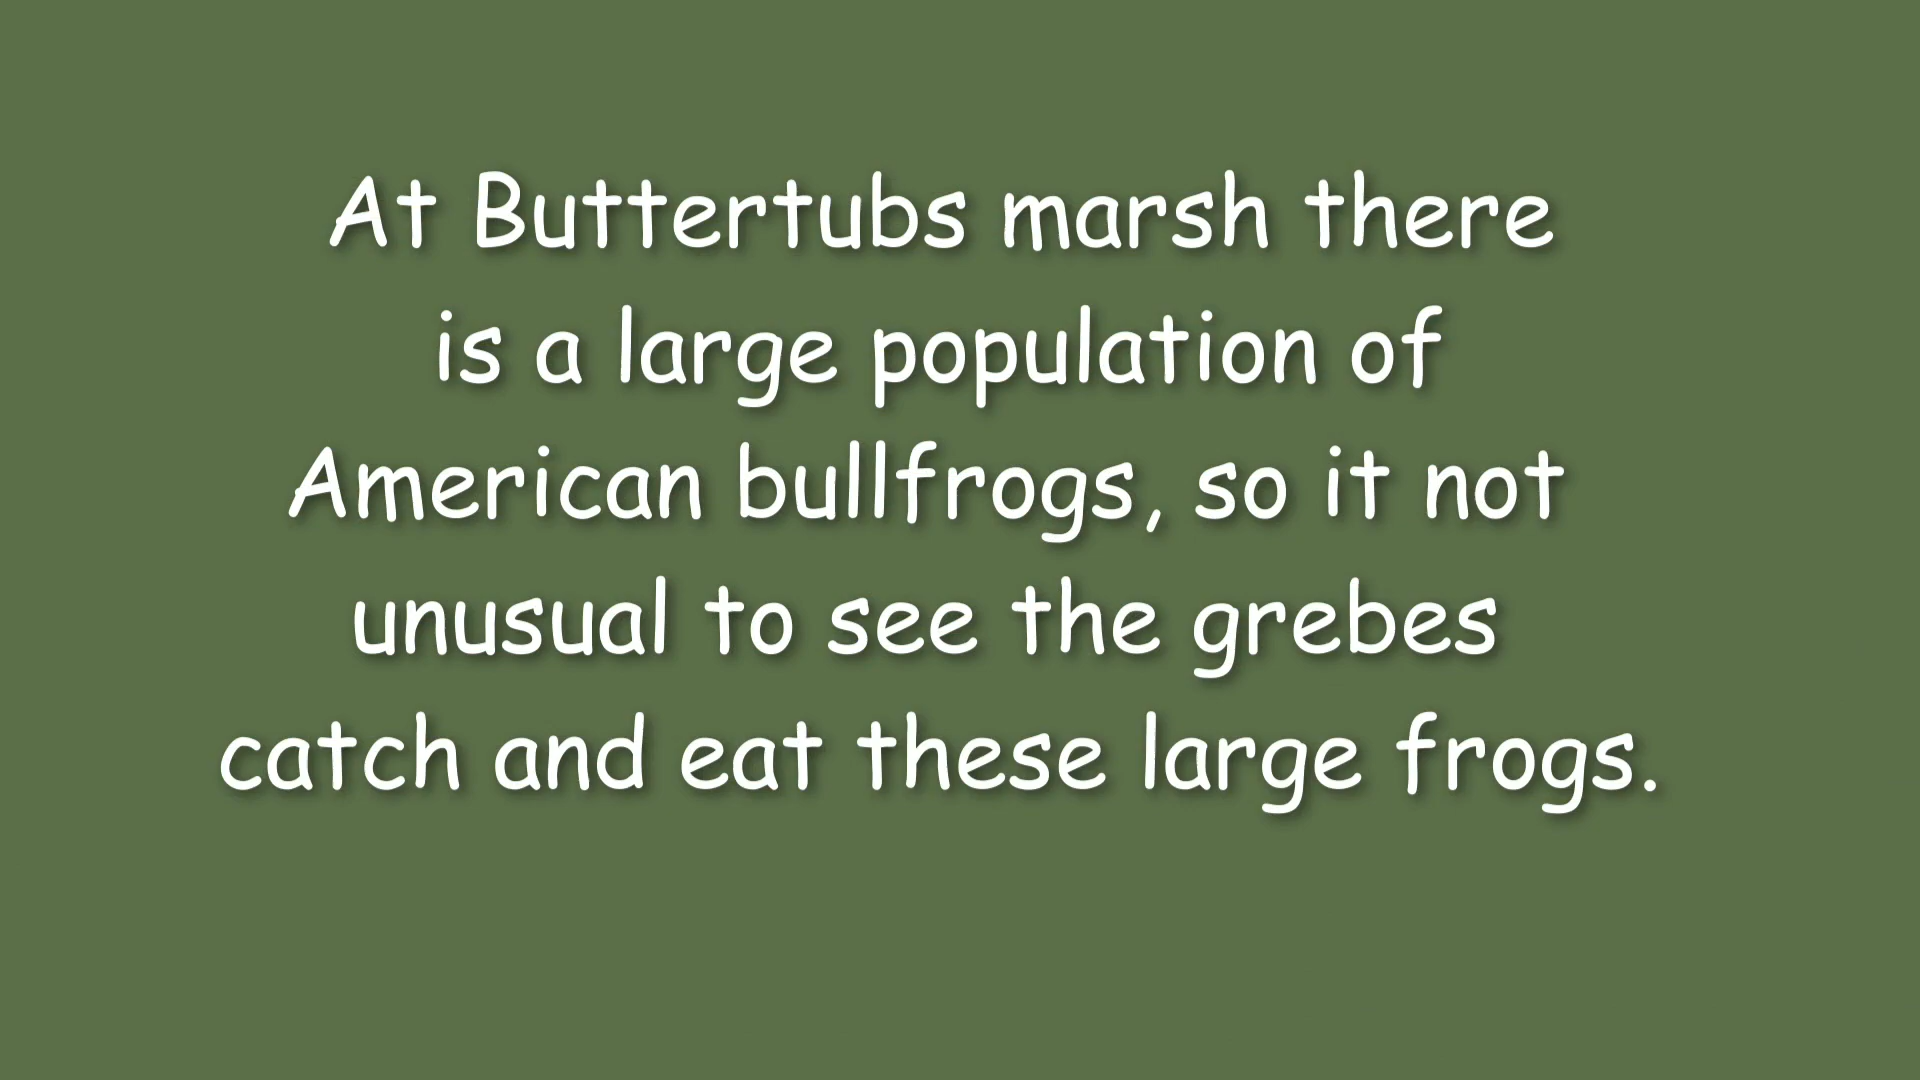 At Buttertubs marsh there
is a large population of
American bullfrogs, so it not
unusual to see the grebes
catch and eat these large frogs.